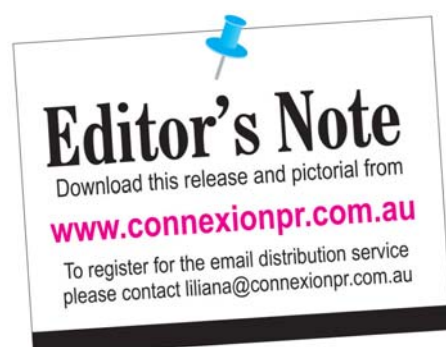 Editor's Note
Download this release and pictorial from
www.connexionpr.com.au
To register for the email distribution service
please contact liliana@connexionpr.com.au